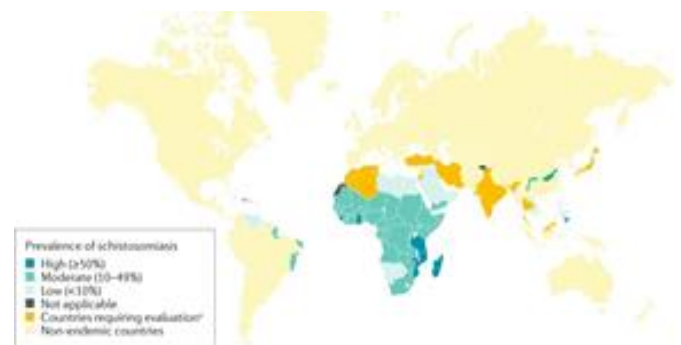 Prevalence of schistosomiasis
High (≥50%)
Moderate (10–49%)
Low (<10%)
Not applicable
Countries requiring evaluation
Non-endemic countries